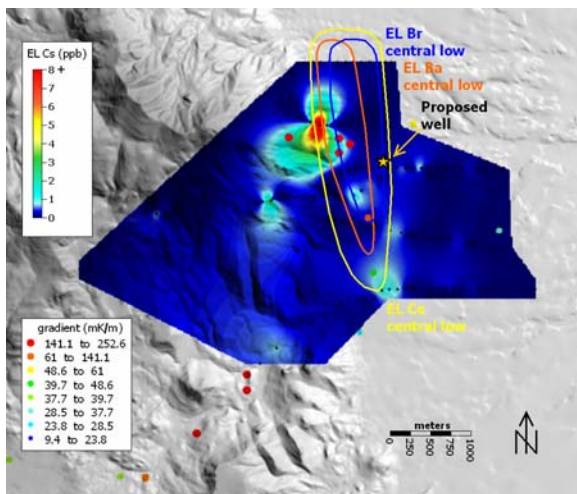 EL Cs (ppb)
8 +
7
6
5
4
3
2
1
0
EL Br
central low
EL Ba
central low
Proposed
well
EL Cs
central low
gradient (mK/m)
141.1 to 252.6
61 to 141.1
48.6 to 61
39.7 to 48.6
37.7 to 39.7
28.5 to 37.7
23.8 to 28.5
9.4 to 23.8
meters
0 250 500 750 1000
N